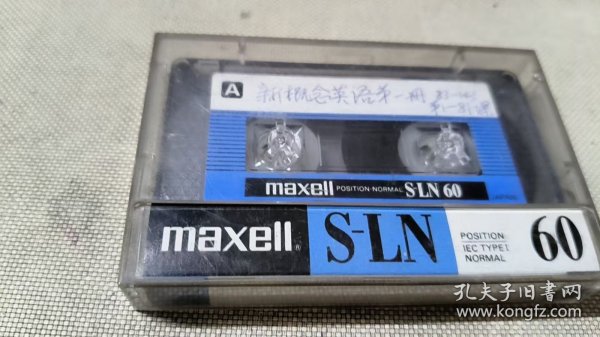 A
新概念英语第一册
maxell POSITION·NORMAL S-LN 60
maxell S-LN POSITION IEC TYPE I NORMAL 60
孔夫子旧书网
www.kongfz.com